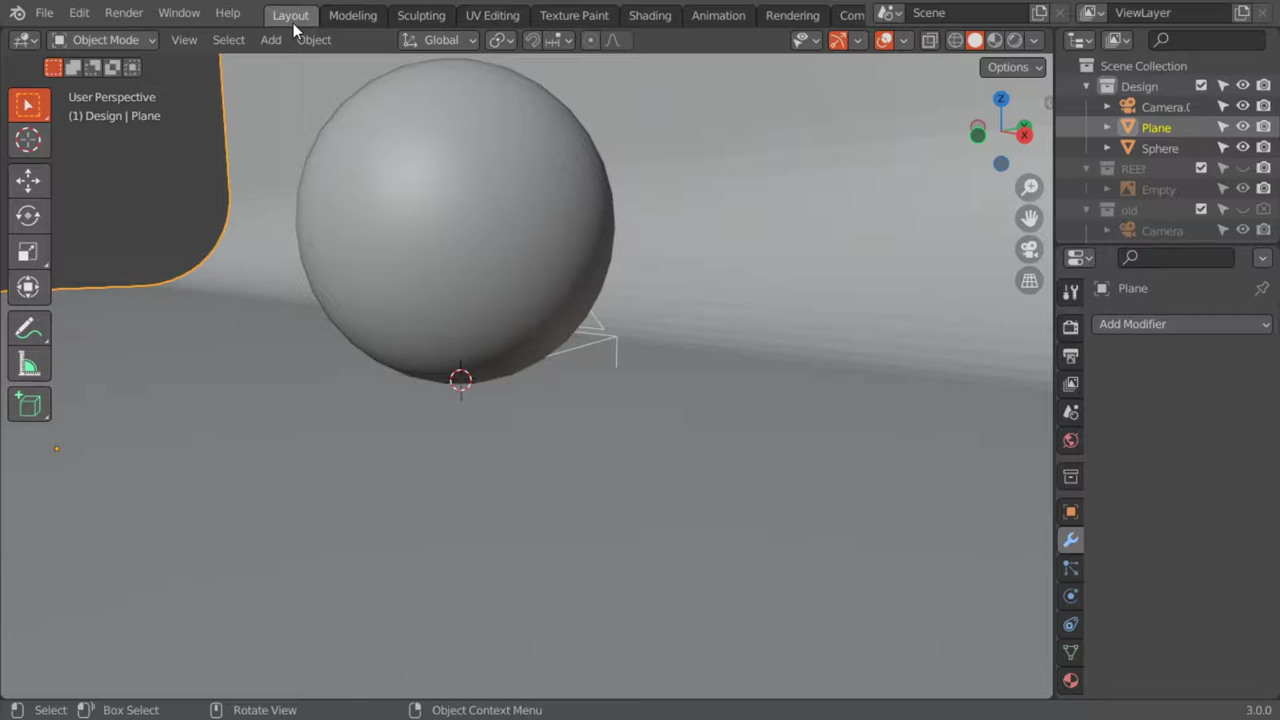 File Edit Render Window Help Layout Modeling Sculpting UV Editing Texture Paint Shading Animation Rendering Com Scene ViewLayer
Object Mode View Select Add Object Global
Options
User Perspective
(1) Design | Plane
Z
Y
X
Scene Collection
Design
Camera.0
Plane
Sphere
REEf
Empty
old
Camera
Plane
Add Modifier
Select Box Select Rotate View Object Context Menu 3.0.0